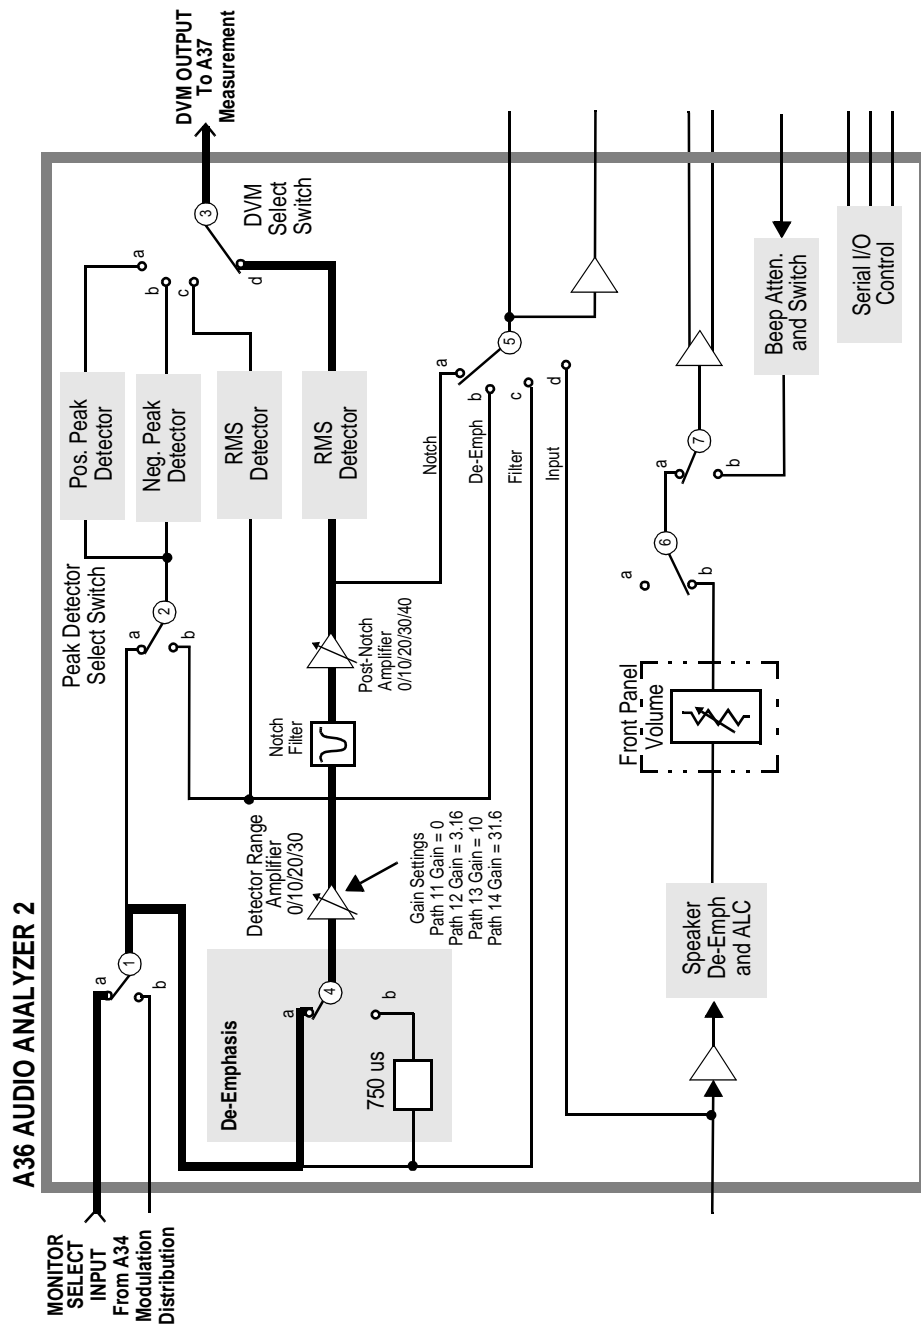 A36 AUDIO ANALYZER 2
MONITOR
SELECT
INPUT
From A34
Modulation
Distribution
a
b
1
De-Emphasis
a
b
4
750 us
Detector Range
Amplifier
0/10/20/30
Gain Settings
Path 11 Gain = 0
Path 12 Gain = 3.16
Path 13 Gain = 10
Path 14 Gain = 31.6
Notch
Filter
Post-Notch
Amplifier
0/10/20/30/40
Peak Detector
Select Switch
a
b
2
Pos. Peak
Detector
Neg. Peak
Detector
RMS
Detector
RMS
Detector
a
b
c
d
3
DVM
Select
Switch
DVM OUTPUT
To A37
Measurement
Notch
De-Emph
Filter
Input
a
b
c
d
5
Speaker
De-Emph
and ALC
Front Panel
Volume
a
b
6
a
b
7
Beep Atten.
and Switch
Serial I/O
Control